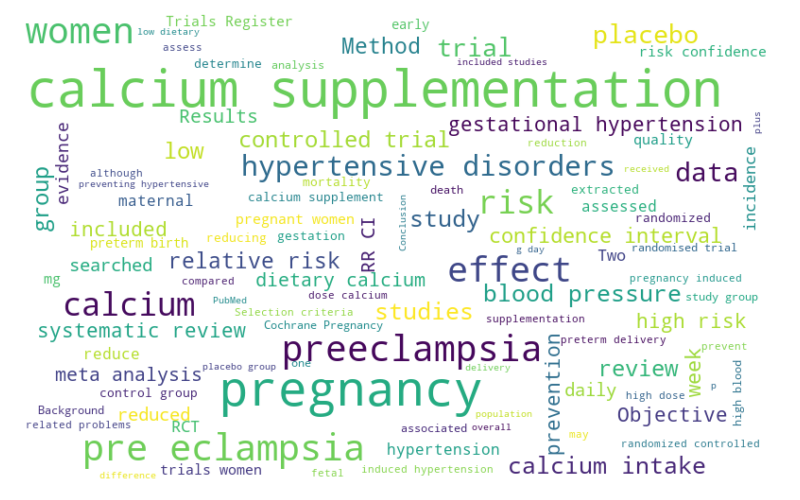 Trials Register
early
women
low dietary
placebo
Method
trial
assess
risk confidence
determine
analysis
included studies
calcium supplementation
Results
gestational hypertension
plus
evidence
low
controlled trial
reduction
quality
hypertensive disorders
data
incidence
group
although
preventing hypertensive
mortality
death
received
maternal
calcium supplement
risk
extracted
assessed
pregnant women
study
randomized
included
RR CI
Conclusion
confidence interval
preterm birth
reducing
gestation
g day
Two
randomised trial
searched
relative risk
effect
mg
compared
dietary calcium
pregnancy induced
calcium
PubMed
dose calcium
blood pressure
study group
Selection criteria
studies
supplementation
high risk
systematic review
Cochrane Pregnancy
preeclampsia
preterm delivery
prevent
reduce
prevention
review
week
high blood
meta analysis
placebo group
one
delivery
pregnancy
control group
daily
high dose
p
Background
reduced
population
Objective
related problems
RCT
associated
overall
may
pre eclampsia
hypertension
randomized controlled
trials women
fetal
induced hypertension
calcium intake
difference